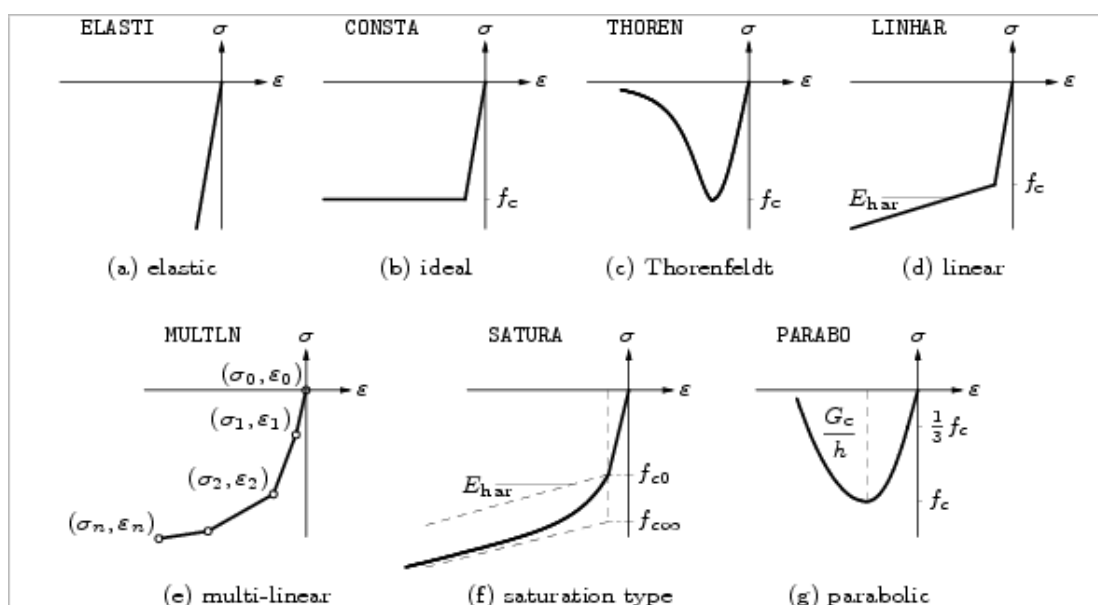 ELASTI σ CONSTA σ THOREN σ LINHAR σ
ε ε ε ε
f_c f_c E_har f_c
(a) elastic (b) ideal (c) Thorenfeldt (d) linear
MULTLN σ SATURA σ PARABO σ
(σ_0, ε_0) ε ε ε
(σ_1, ε_1) G_c/h 1/3 f_c
(σ_2, ε_2) E_har f_c0 f_c
(σ_n, ε_n) f_c∞
(e) multi-linear (f) saturation type (g) parabolic